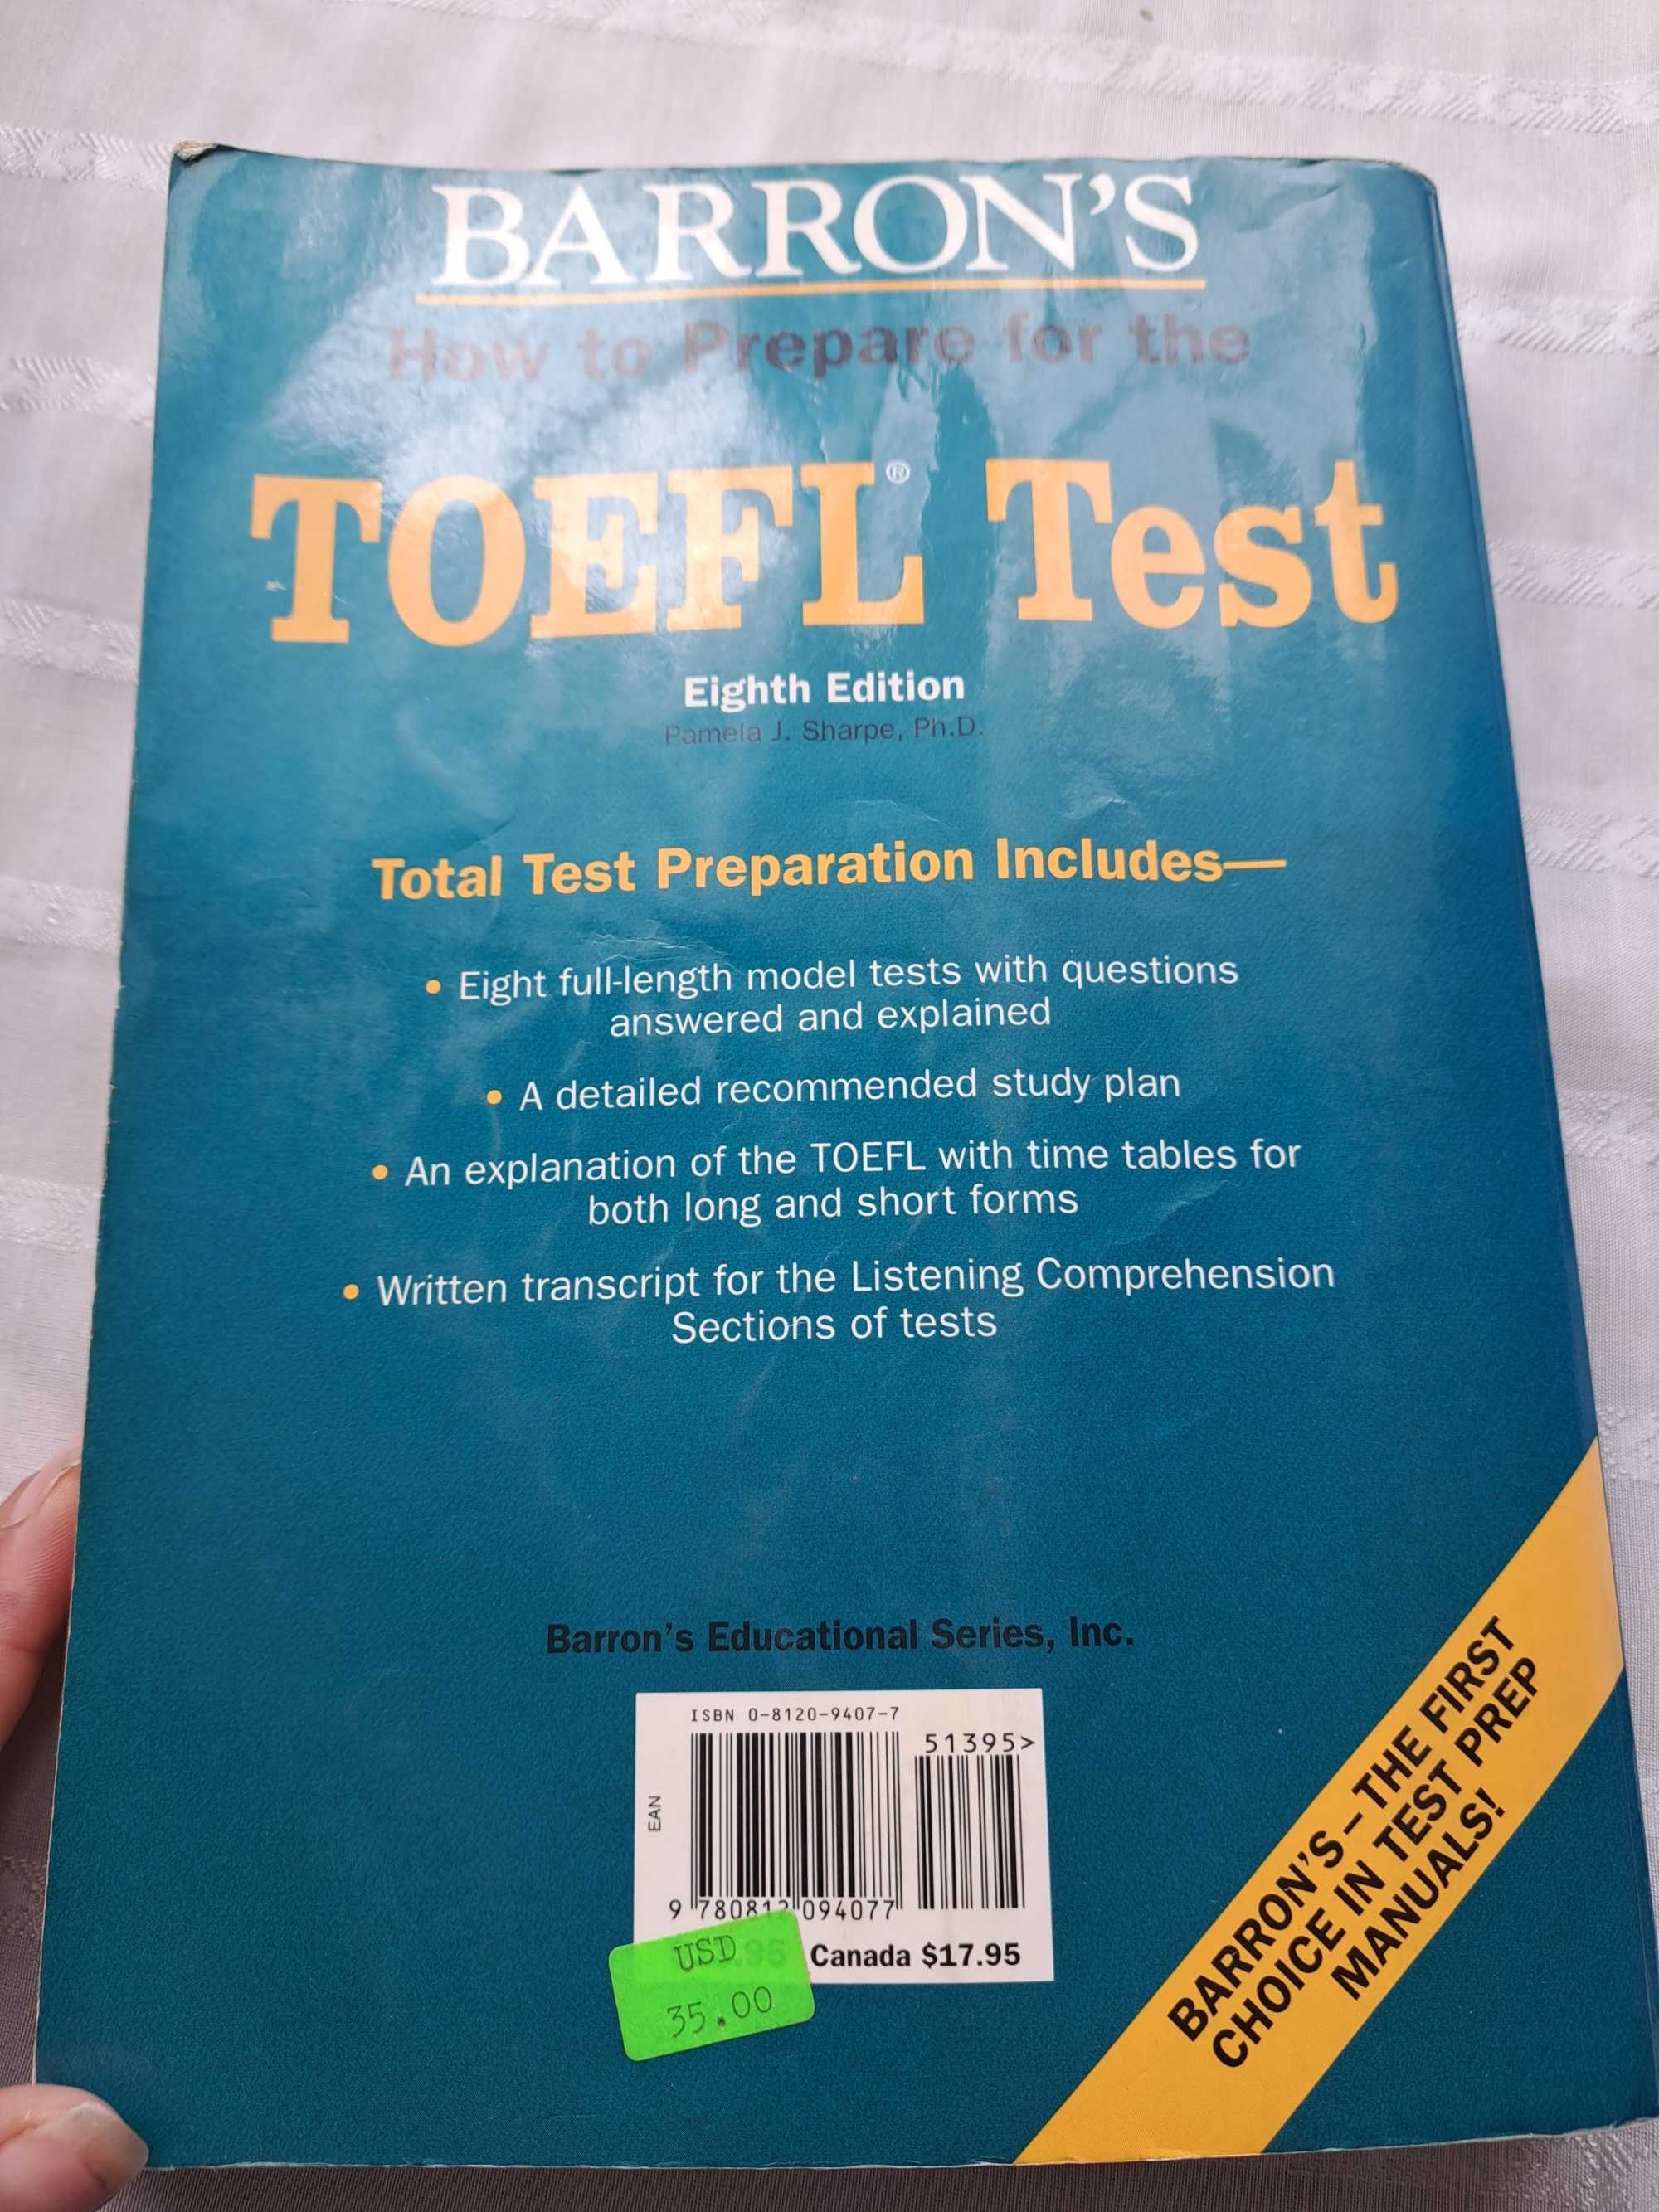 BARRON'S
How to Prepare for the
TOEFL® Test
Eighth Edition
Pamela J. Sharpe, Ph.D.
Total Test Preparation Includes—
• Eight full-length model tests with questions
answered and explained
• A detailed recommended study plan
• An explanation of the TOEFL with time tables for
both long and short forms
• Written transcript for the Listening Comprehension
Sections of tests
Barron's Educational Series, Inc.
ISBN 0-8120-9407-7
51395>
EAN
9 780812 094077
Canada $17.95
USD
35.00
BARRON'S – THE FIRST
CHOICE IN TEST PREP
MANUALS!